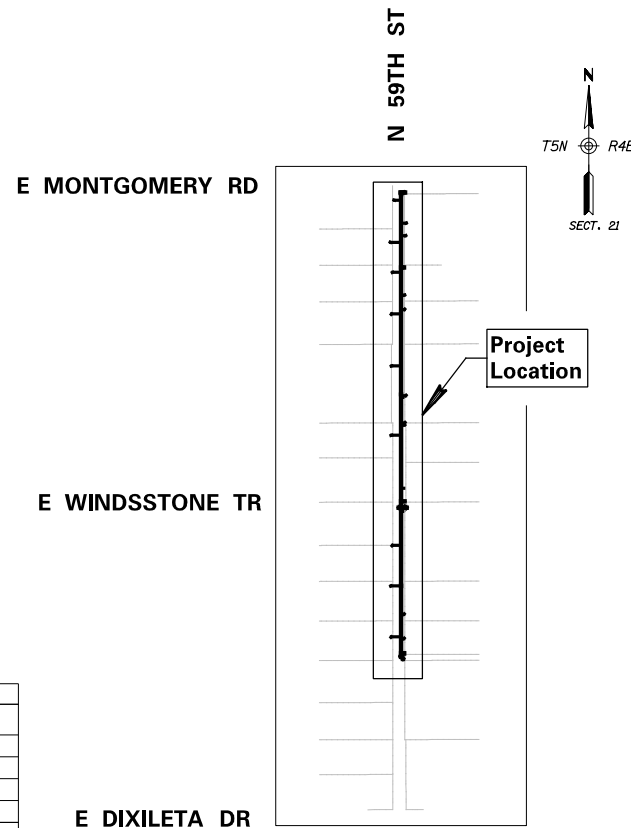 N 59TH ST
N
T5N R4E
SECT. 21
E MONTGOMERY RD
Project
Location
E WINDSSTONE TR
E DIXILETA DR